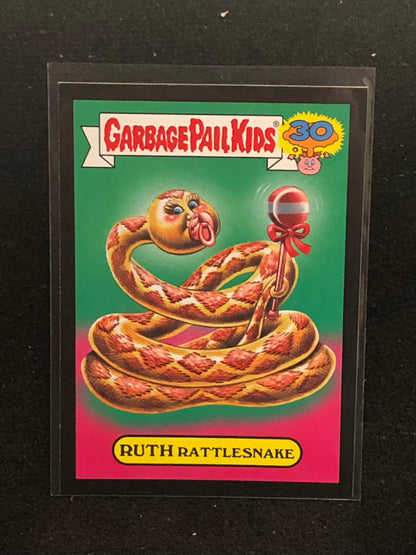 GARBAGE PAIL KIDS®
30
RUTH RATTLESNAKE